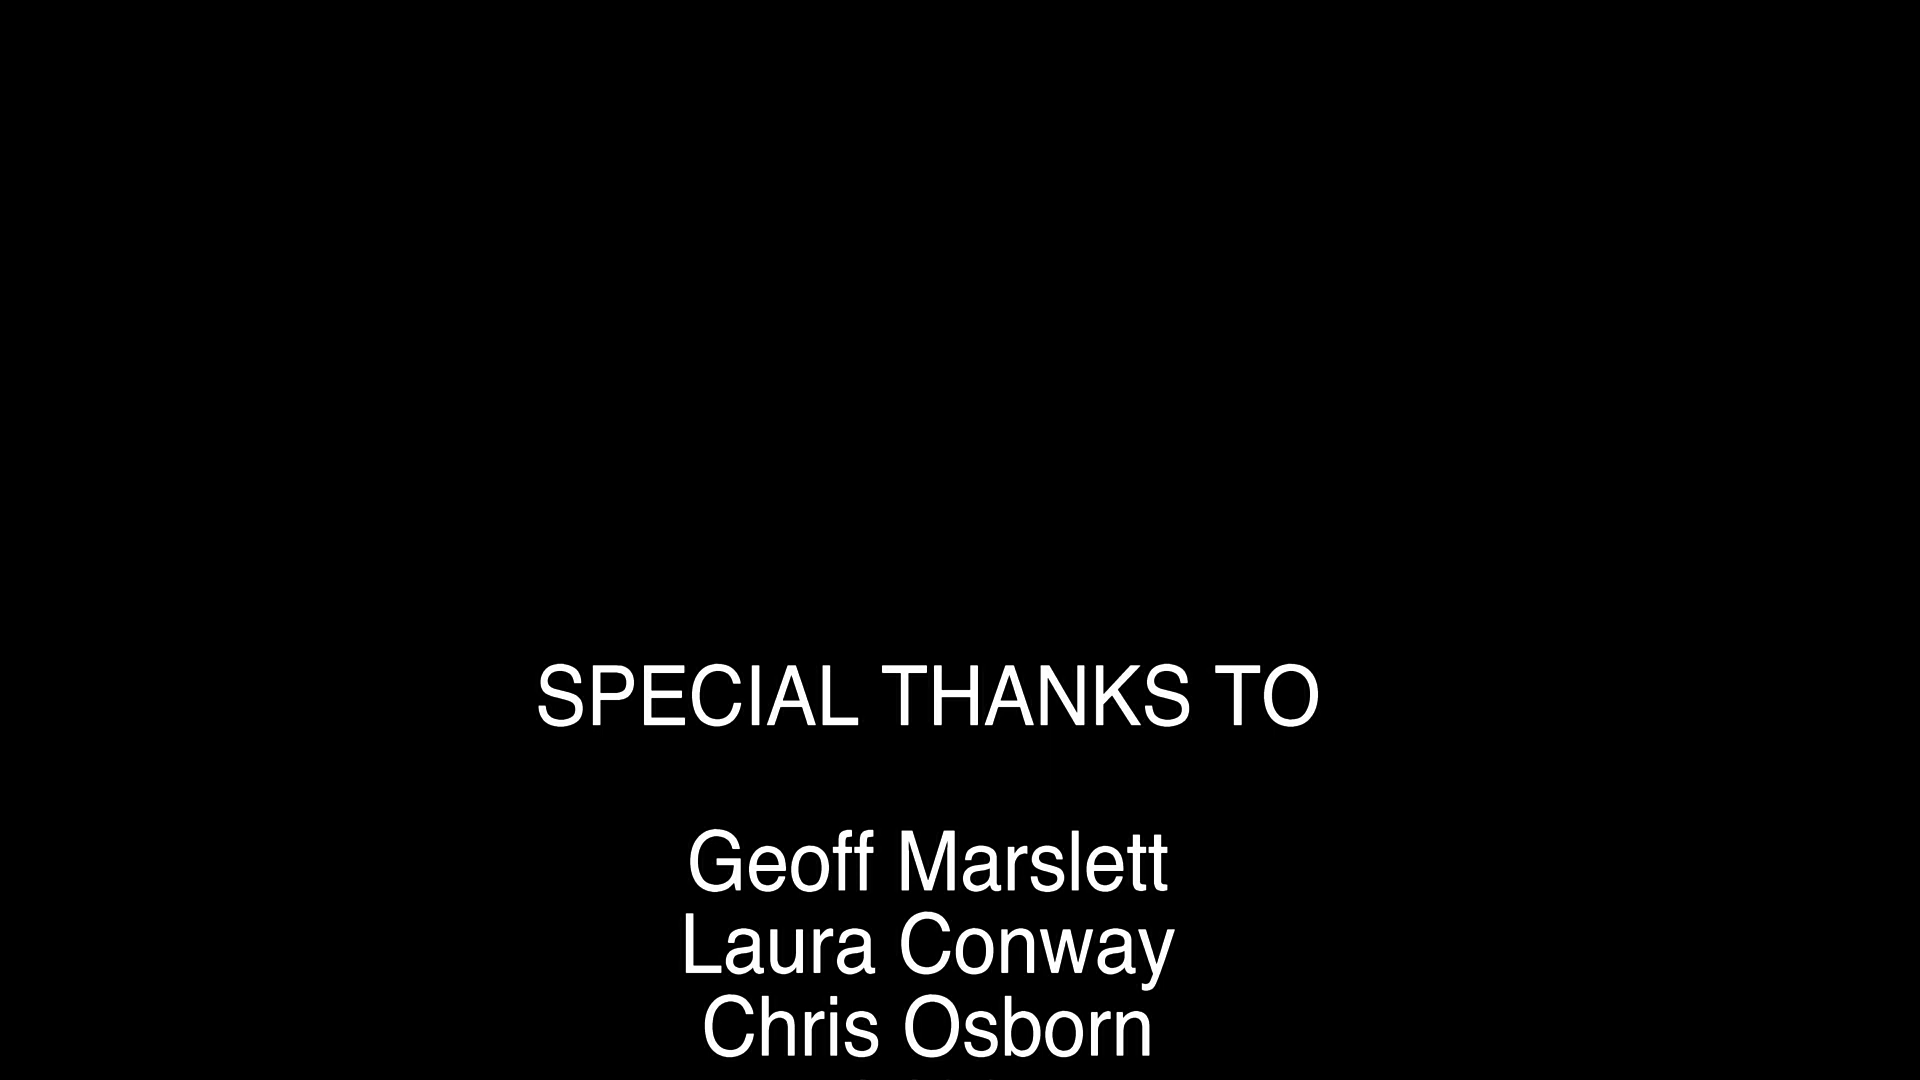 SPECIAL THANKS TO
Geoff Marslett
Laura Conway
Chris Osborn